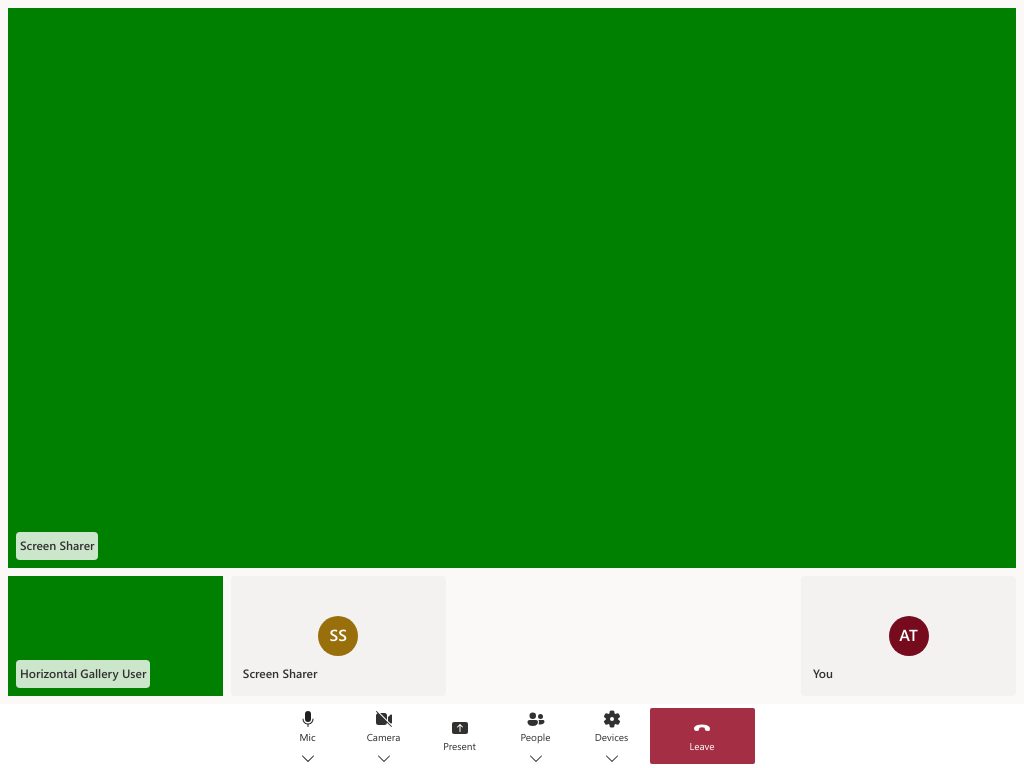 Screen Sharer
Horizontal Gallery User
SS
Screen Sharer
AT
You
Mic
Camera
Present
People
Devices
Leave